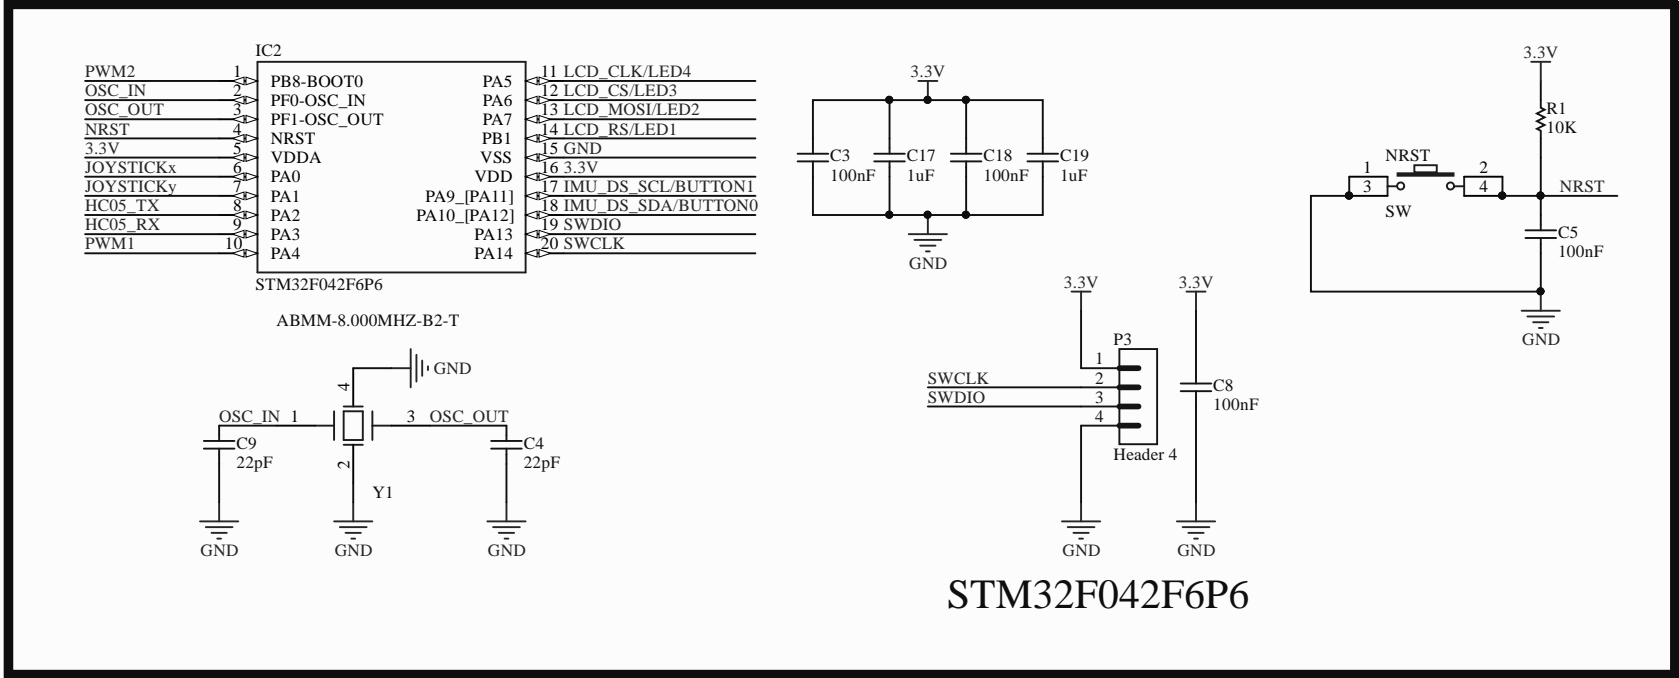 IC2
PWM2 1 PB8-BOOT0 PA5 11 LCD_CLK/LED4
OSC_IN 2 PF0-OSC_IN PA6 12 LCD_CS/LED3
OSC_OUT 3 PF1-OSC_OUT PA7 13 LCD_MOSI/LED2
NRST 4 NRST PB1 14 LCD_RS/LED1
3.3V 5 VDDA VSS 15 GND
JOYSTICKx 6 PA0 VDD 16 3.3V
JOYSTICKy 7 PA1 PA9_[PA11] 17 IMU_DS_SCL/BUTTON1
HC05_TX 8 PA2 PA10_[PA12] 18 IMU_DS_SDA/BUTTON0
HC05_RX 9 PA3 PA13 19 SWDIO
PWM1 10 PA4 PA14 20 SWCLK
STM32F042F6P6
3.3V
C3 C17 C18 C19
100nF 1uF 100nF 1uF
GND
3.3V
R1
10K
NRST
1 2
3 4
SW
NRST
C5
100nF
GND
ABMM-8.000MHZ-B2-T
4 GND
OSC_IN 1 3 OSC_OUT
C9 C4
22pF 22pF
2
Y1
GND GND GND
3.3V 3.3V
P3
1
SWCLK 2
SWDIO 3
4
C8
100nF
Header 4
GND GND
STM32F042F6P6